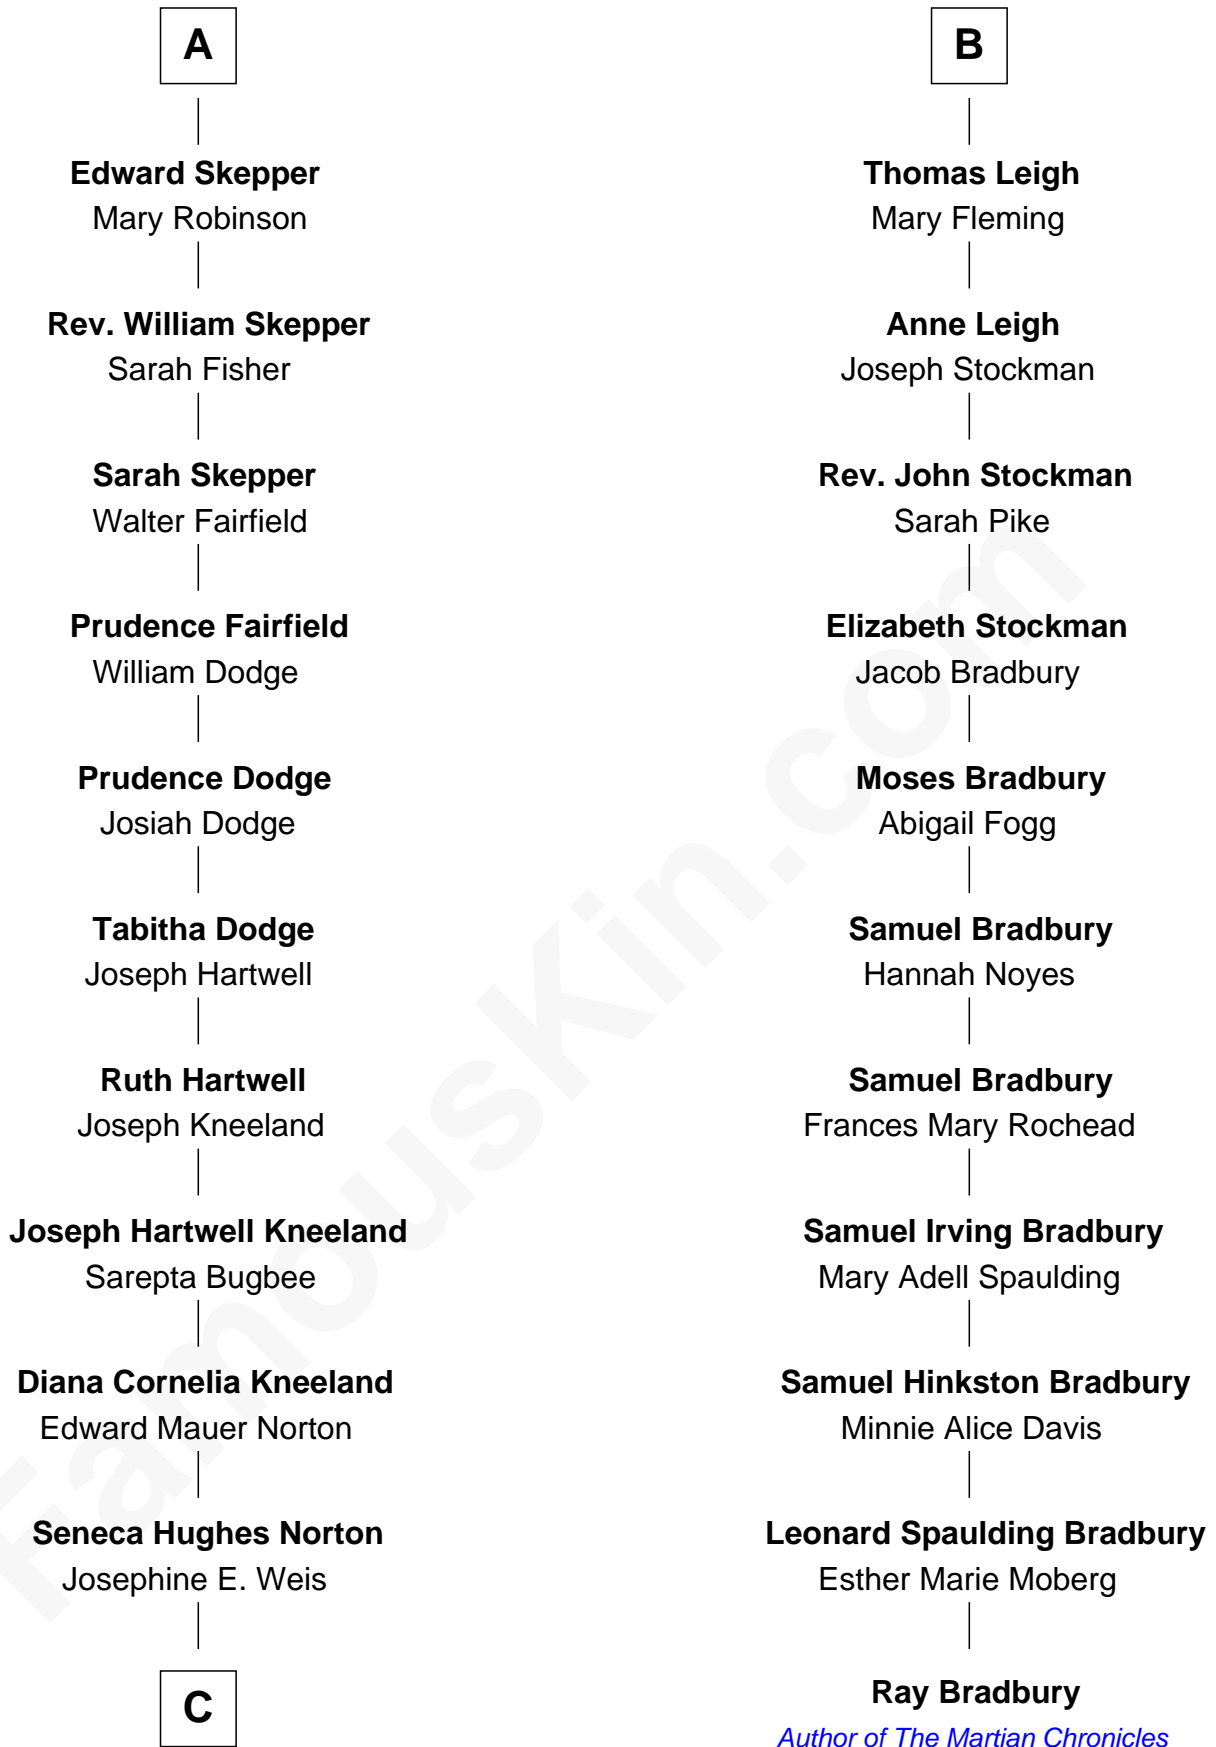 A
Edward Skepper
Mary Robinson
Rev. William Skepper
Sarah Fisher
Sarah Skepper
Walter Fairfield
Prudence Fairfield
William Dodge
Prudence Dodge
Josiah Dodge
Tabitha Dodge
Joseph Hartwell
Ruth Hartwell
Joseph Kneeland
Joseph Hartwell Kneeland
Sarepta Bugbee
Diana Cornelia Kneeland
Edward Mauer Norton
Seneca Hughes Norton
Josephine E. Weis
C
B
Thomas Leigh
Mary Fleming
Anne Leigh
Joseph Stockman
Rev. John Stockman
Sarah Pike
Elizabeth Stockman
Jacob Bradbury
Moses Bradbury
Abigail Fogg
Samuel Bradbury
Hannah Noyes
Samuel Bradbury
Frances Mary Rochead
Samuel Irving Bradbury
Mary Adell Spaulding
Samuel Hinkston Bradbury
Minnie Alice Davis
Leonard Spaulding Bradbury
Esther Marie Moberg
Ray Bradbury
Author of The Martian Chronicles
FamousKin.com